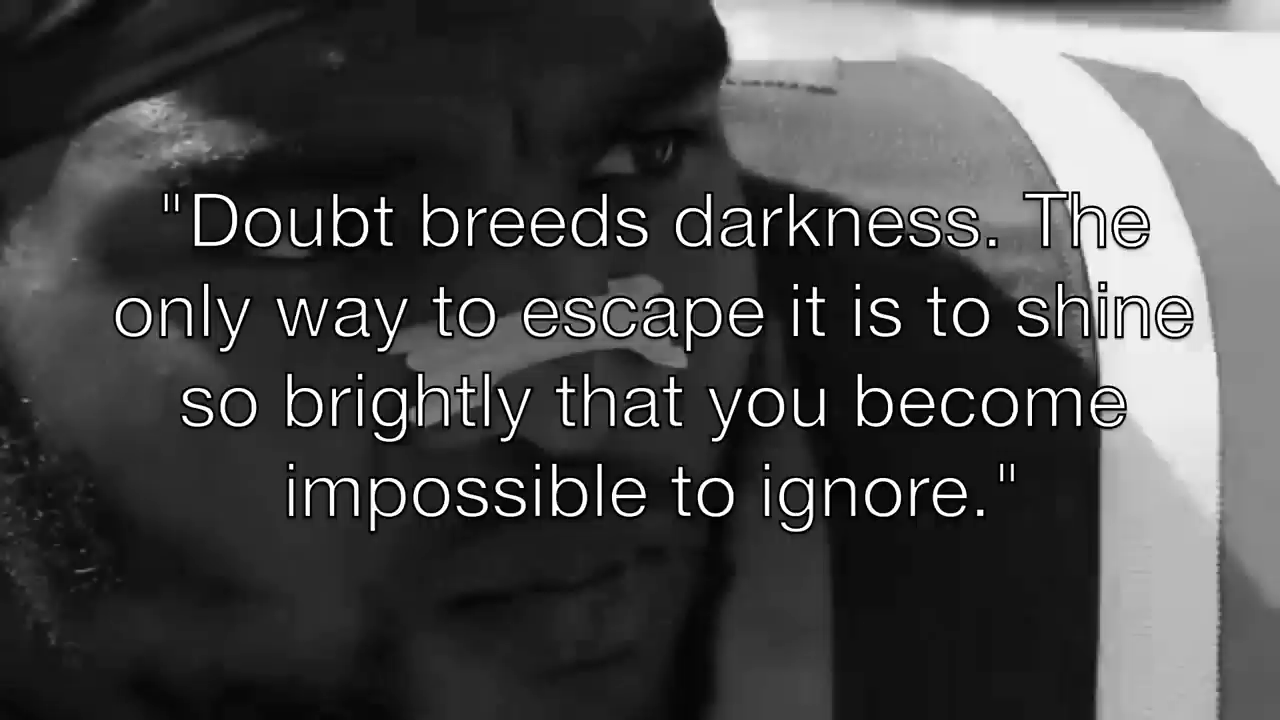 "Doubt breeds darkness. The
only way to escape it is to shine
so brightly that you become
impossible to ignore."